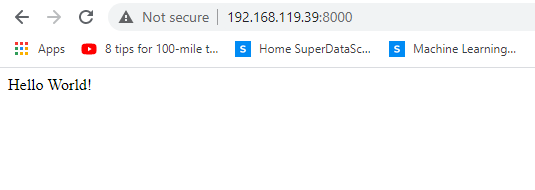 Not secure 192.168.119.39:8000
Apps 8 tips for 100-mile t... S Home SuperDataSc... S Machine Learning...
Hello World!